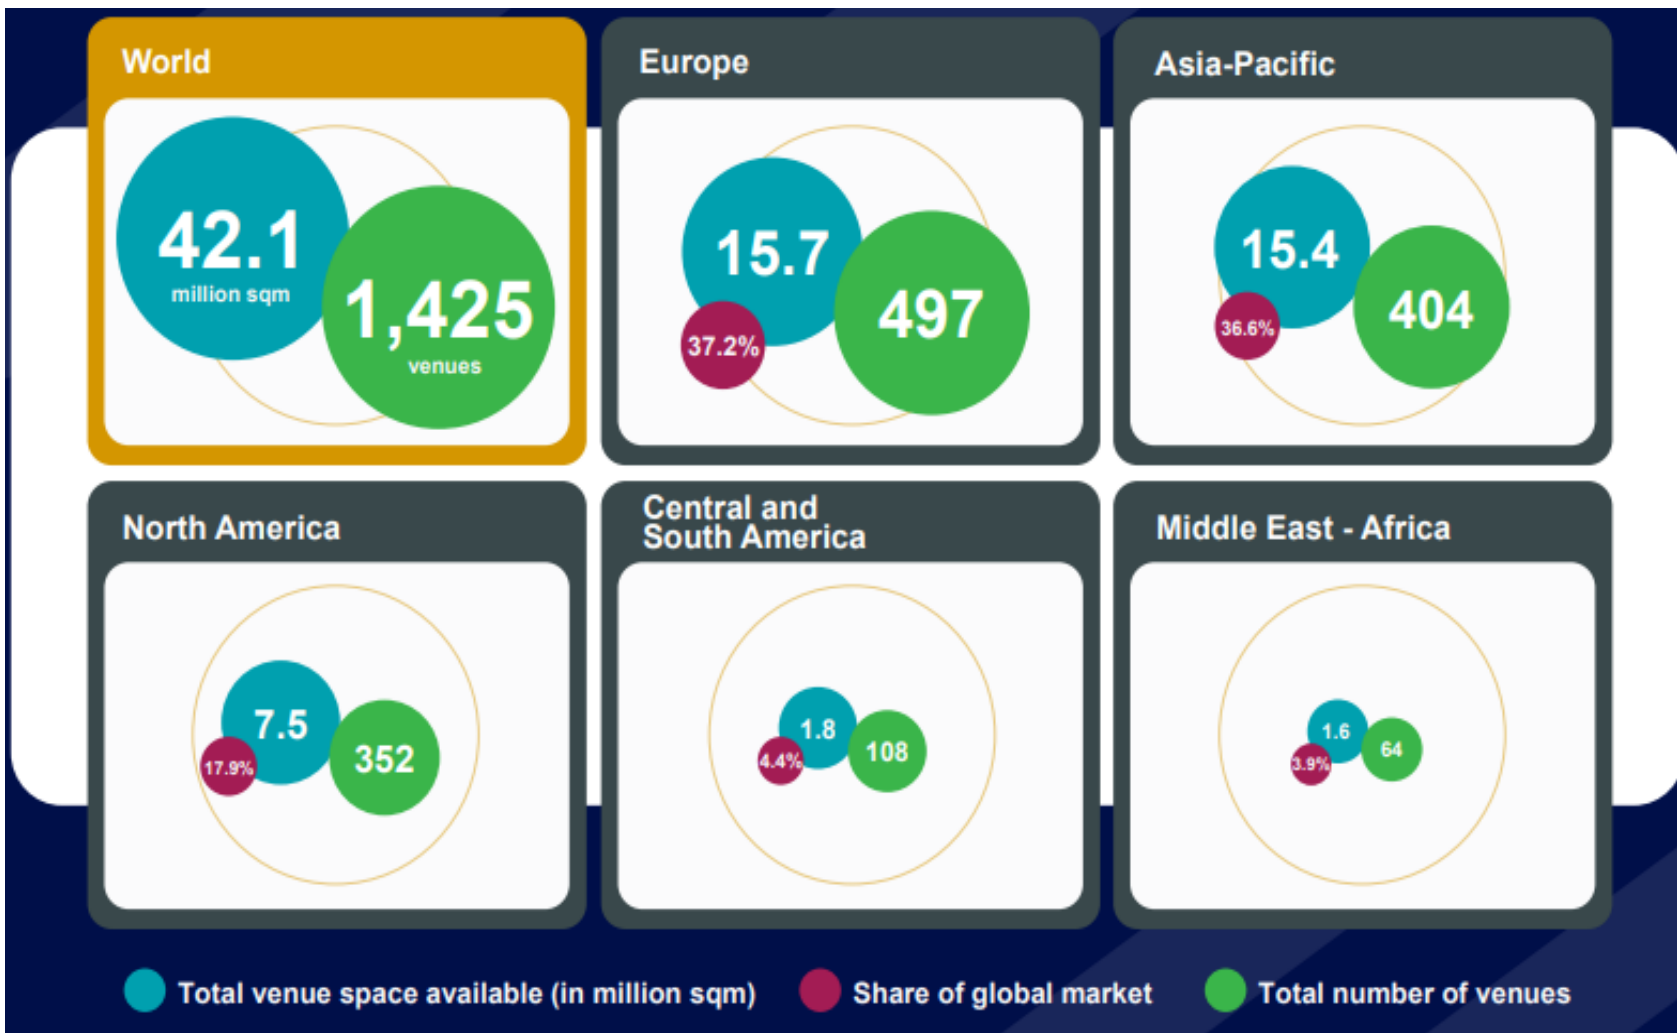 World
42.1
million sqm
1,425
venues
Europe
15.7
37.2%
497
Asia-Pacific
15.4
36.6%
404
North America
7.5
17.9%
352
Central and
South America
1.8
4.4%
108
Middle East - Africa
1.6
3.9%
64
Total venue space available (in million sqm)
Share of global market
Total number of venues